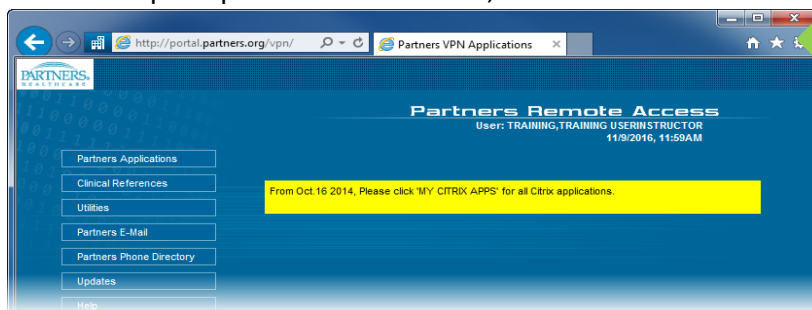 http://portal.partners.org/vpn/
Partners VPN Applications
PARTNERS.
HEALTHCARE
Partners Remote Access
User: TRAINING,TRAINING USERINSTRUCTOR
11/9/2016, 11:59AM
Partners Applications
Clinical References
From Oct.16 2014, Please click 'MY CITRIX APPS' for all Citrix applications.
Utilities
Partners E-Mail
Partners Phone Directory
Updates
Help